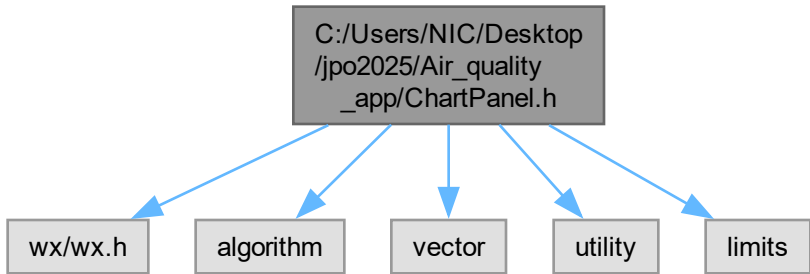 C:/Users/NIC/Desktop
/jpo2025/Air_quality
_app/ChartPanel.h
wx/wx.h
algorithm
vector
utility
limits